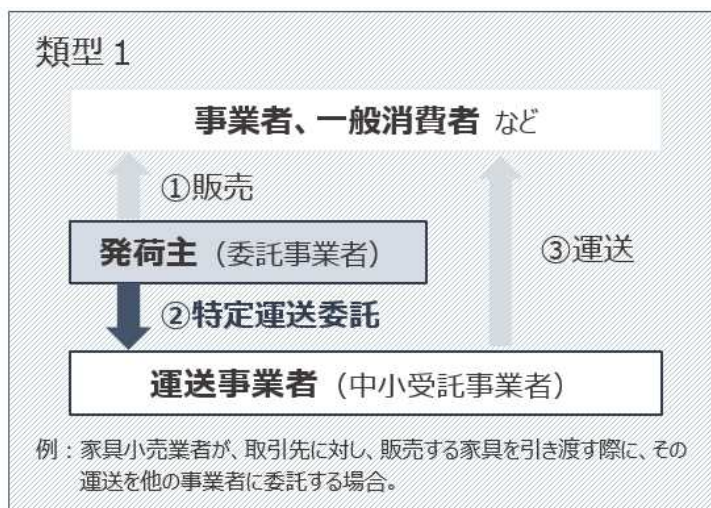 類型１
事業者、一般消費者 など
①販売
発荷主（委託事業者）
③運送
②特定運送委託
運送事業者（中小受託事業者）
例：家具小売業者が、取引先に対し、販売する家具を引き渡す際に、その
運送を他の事業者に委託する場合。